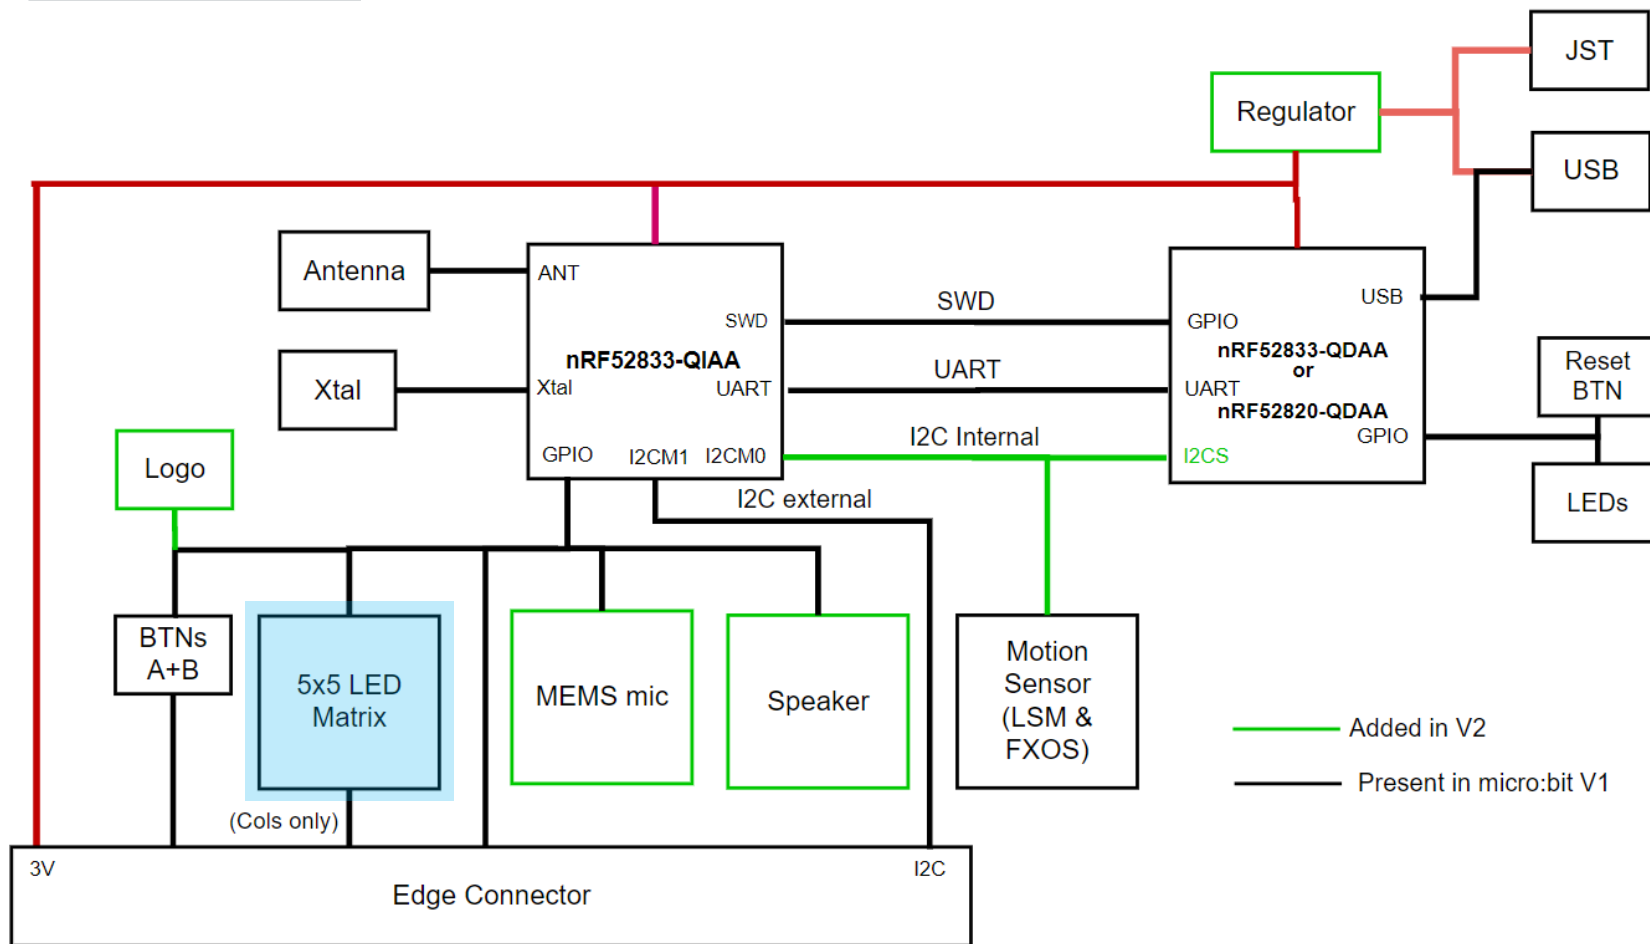 JST
Regulator
USB
Antenna
ANT
USB
SWD
SWD
GPIO
nRF52833-QIAA
nRF52833-QDAA
or
Reset
BTN
Xtal
Xtal
UART
UART
UART
nRF52820-QDAA
GPIO
I2C Internal
Logo
GPIO
I2CM1
I2CM0
I2CS
I2C external
LEDs
BTNs
A+B
5x5 LED
Matrix
MEMS mic
Speaker
Motion
Sensor
(LSM &
FXOS)
Added in V2
Present in micro:bit V1
(Cols only)
3V
I2C
Edge Connector